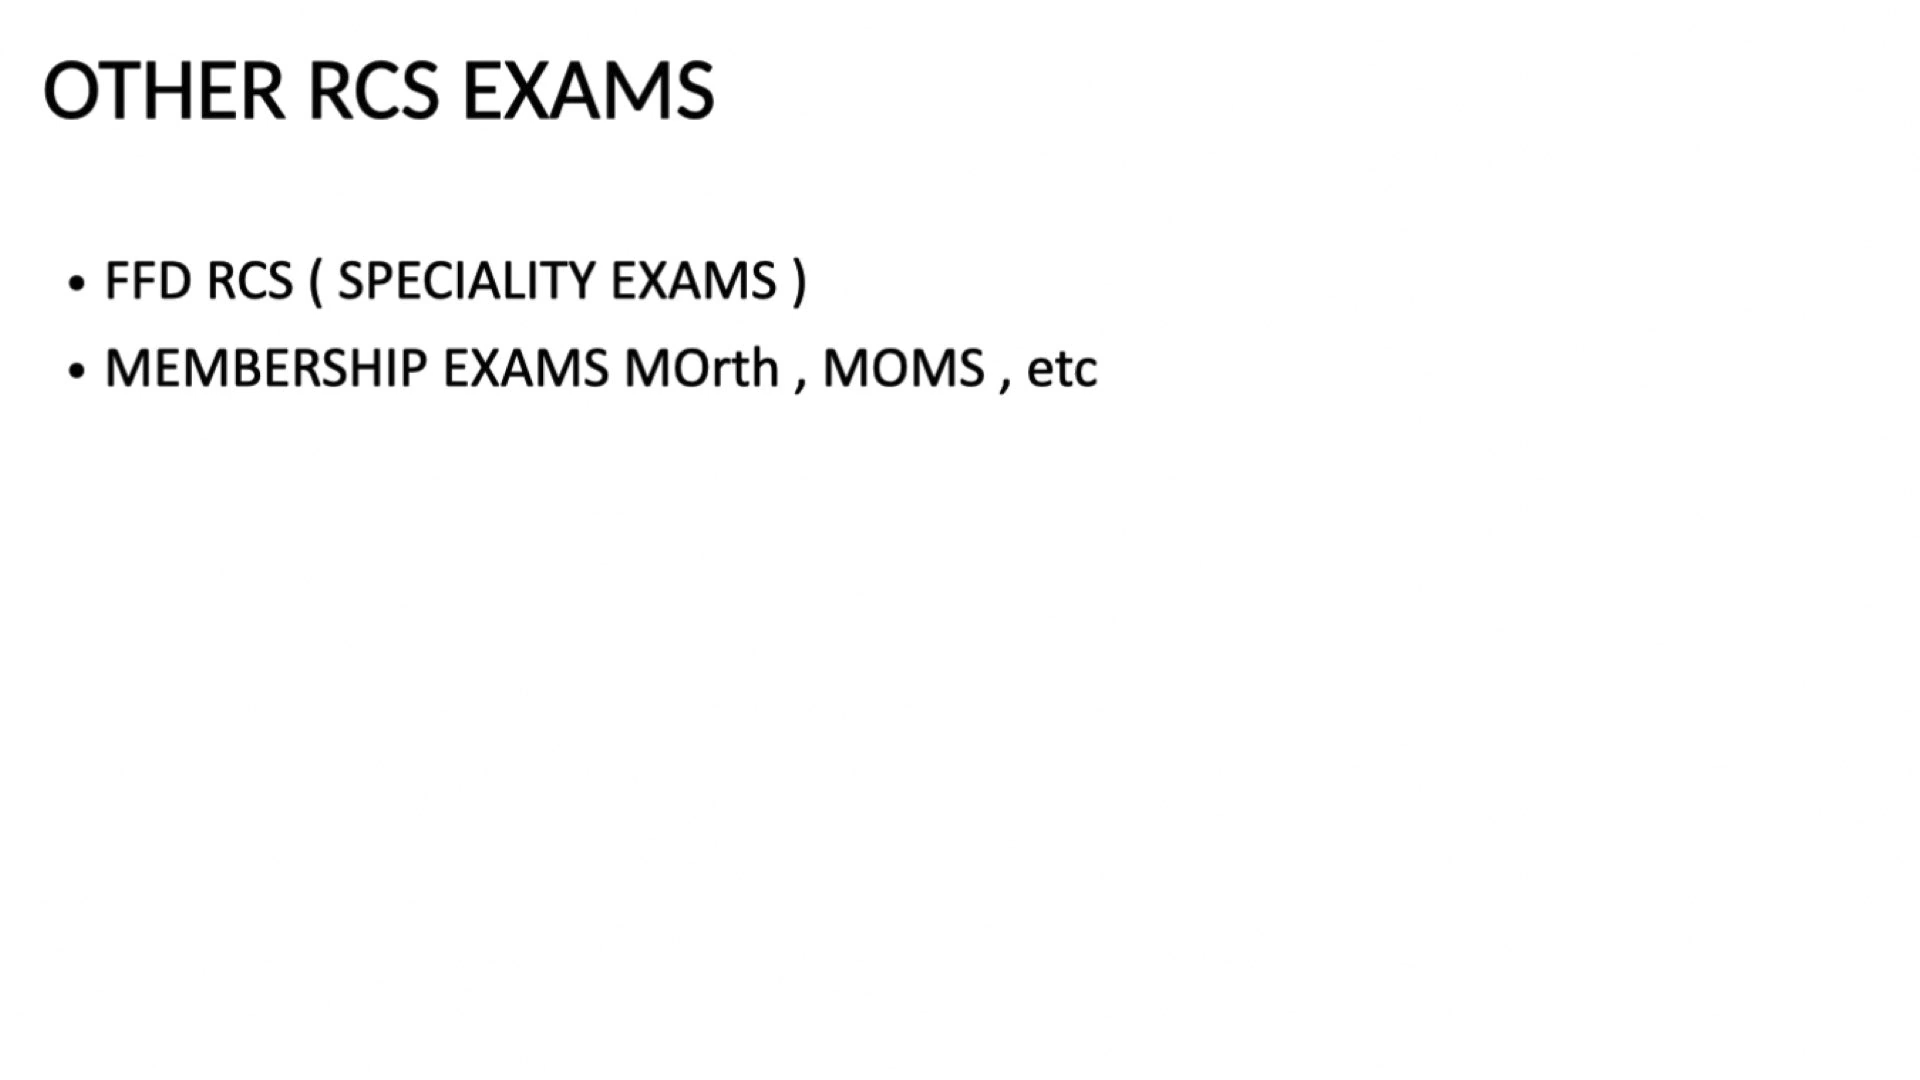 OTHER RCS EXAMS
• FFD RCS ( SPECIALITY EXAMS )
• MEMBERSHIP EXAMS MOrth , MOMS , etc